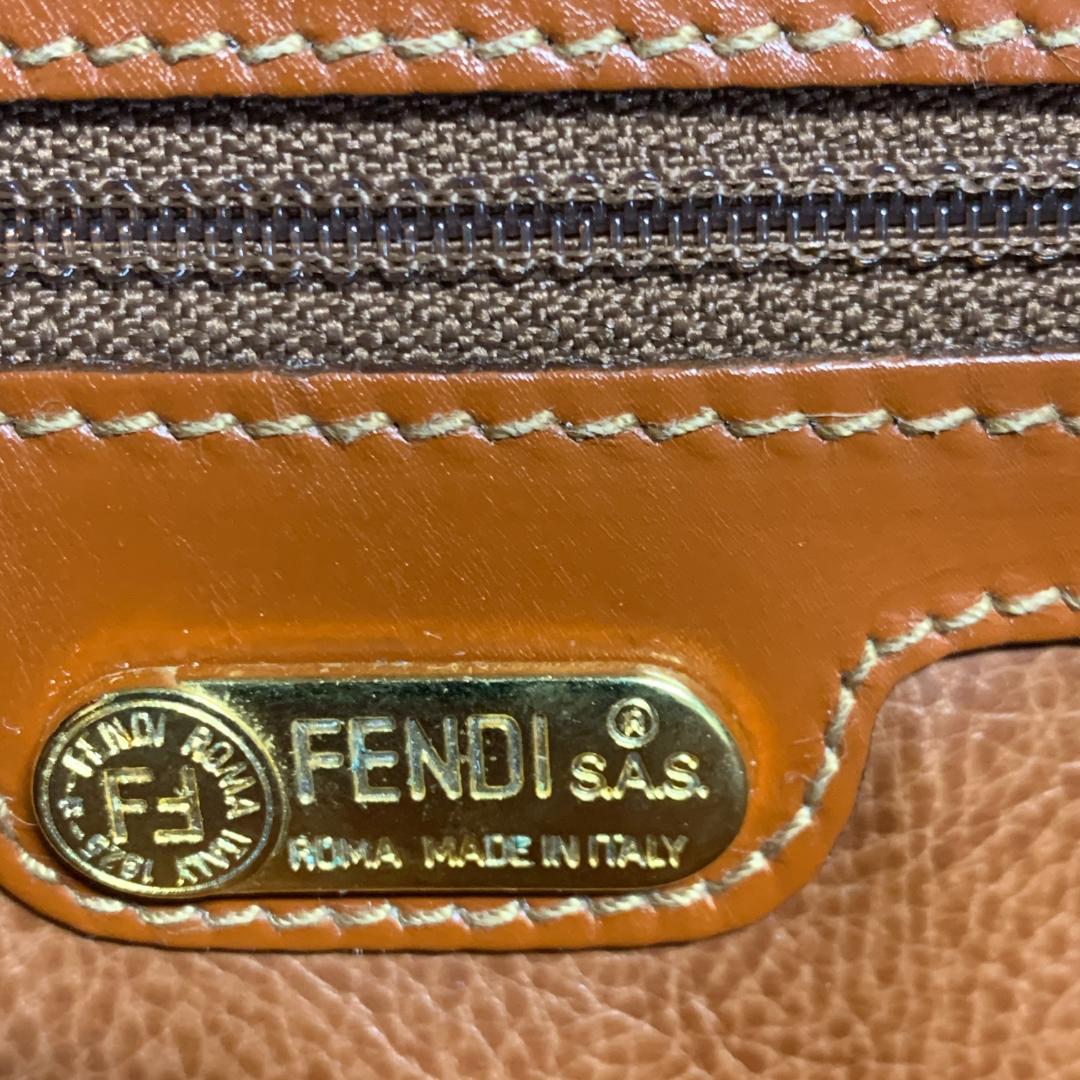 FENDI ROMA ITALY
1925
FF
FENDI ® S.A.S.
ROMA MADE IN ITALY